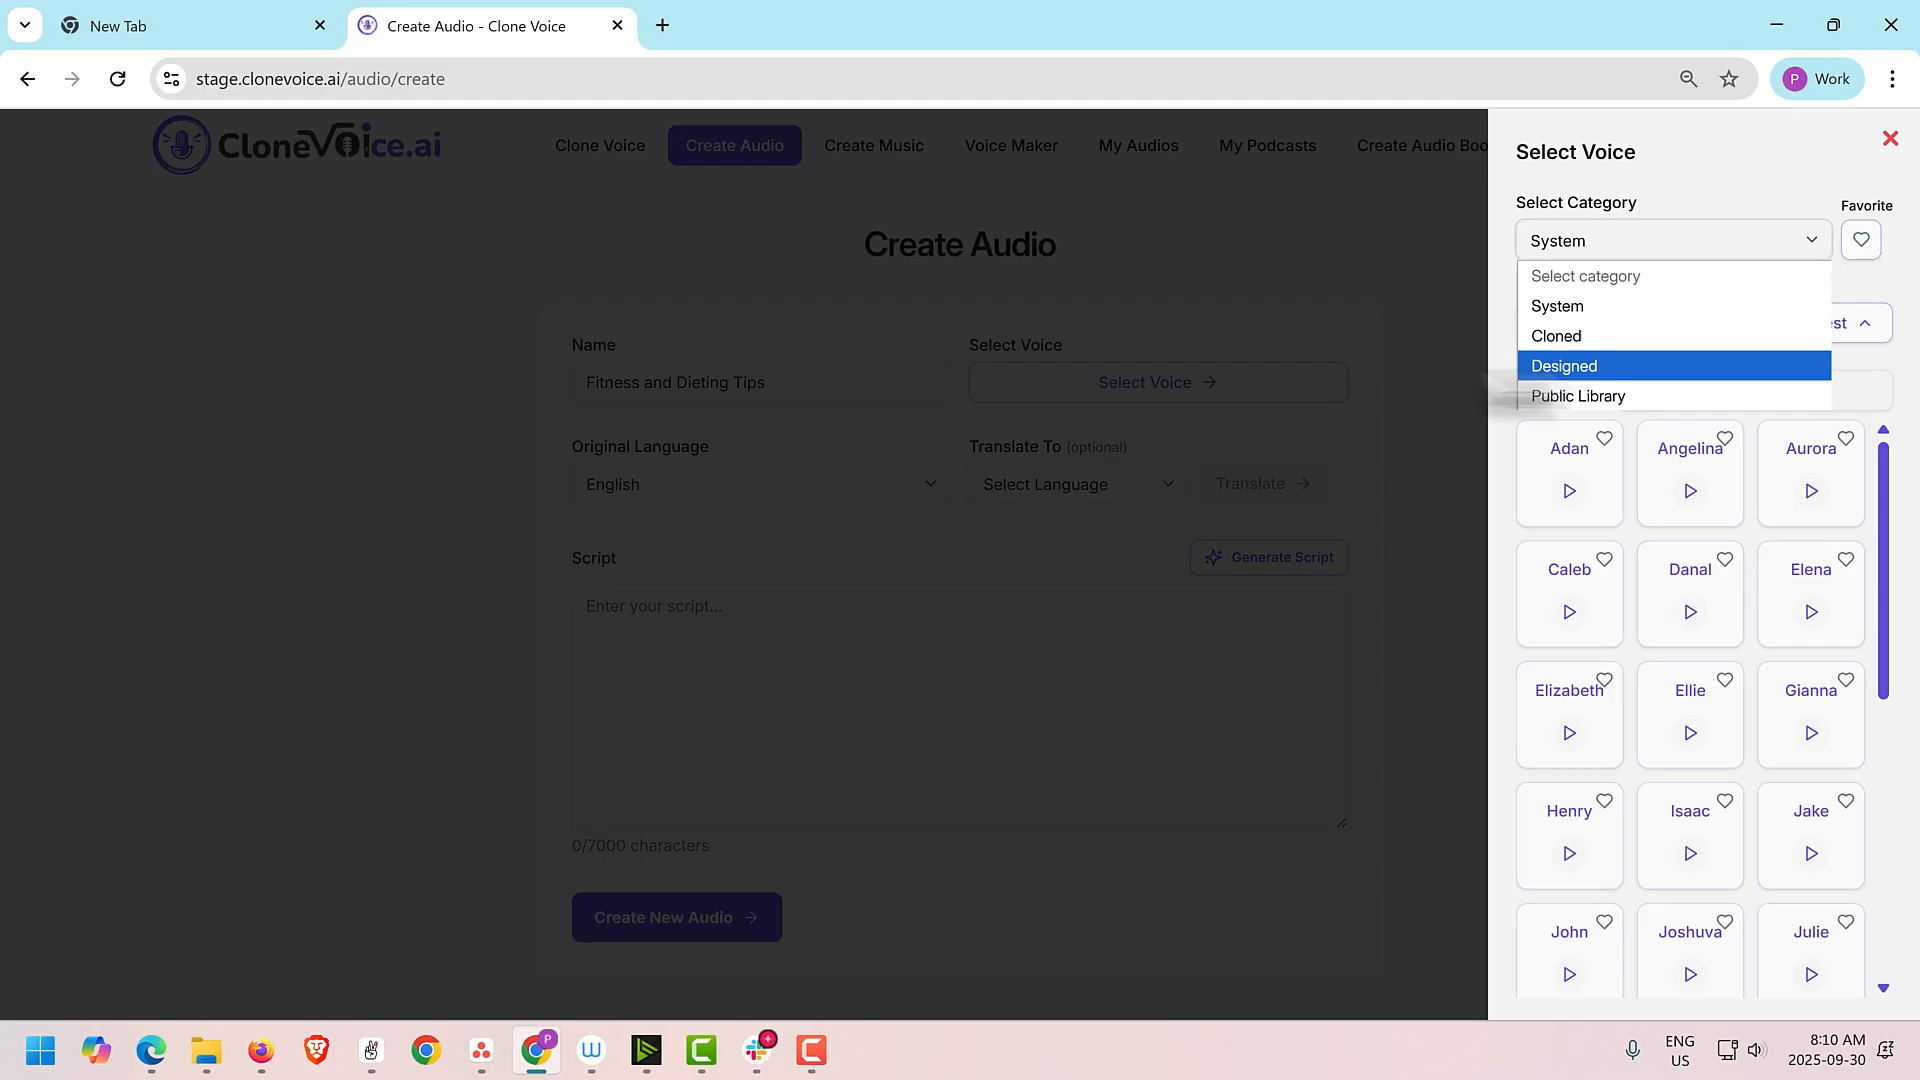 New Tab
Create Audio - Clone Voice
stage.clonevoice.ai/audio/create
P
Work
CloneVoice.ai
Clone Voice
Create Audio
Create Music
Voice Maker
My Audios
My Podcasts
Create Audio Boo
Create Audio
Name
Fitness and Dieting Tips
Select Voice
Select Voice
Original Language
English
Translate To (optional)
Select Language
Translate
Script
Generate Script
Enter your script...
0/7000 characters
Create New Audio
Select Voice
Select Category
Favorite
System
Select category
System
Cloned
Designed
Public Library
est
Adan
Angelina
Aurora
Caleb
Danal
Elena
Elizabeth
Ellie
Gianna
Henry
Isaac
Jake
John
Joshuva
Julie
P
ENG
US
8:10 AM
2025-09-30